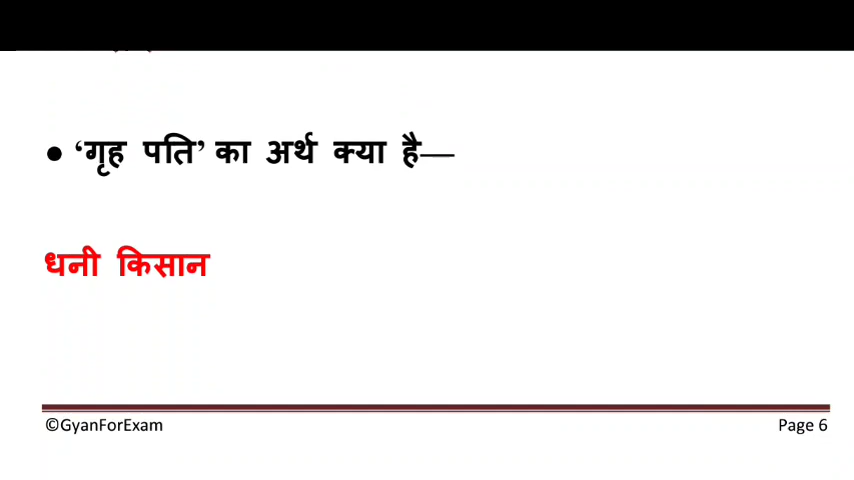 ● ‘गृह पति’ का अर्थ क्या है—
धनी किसान
©GyanForExam
Page 6